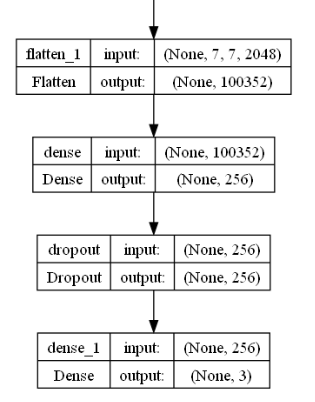 flatten_1 input: (None, 7, 7, 2048)
Flatten output: (None, 100352)
dense input: (None, 100352)
Dense output: (None, 256)
dropout input: (None, 256)
Dropout output: (None, 256)
dense_1 input: (None, 256)
Dense output: (None, 3)